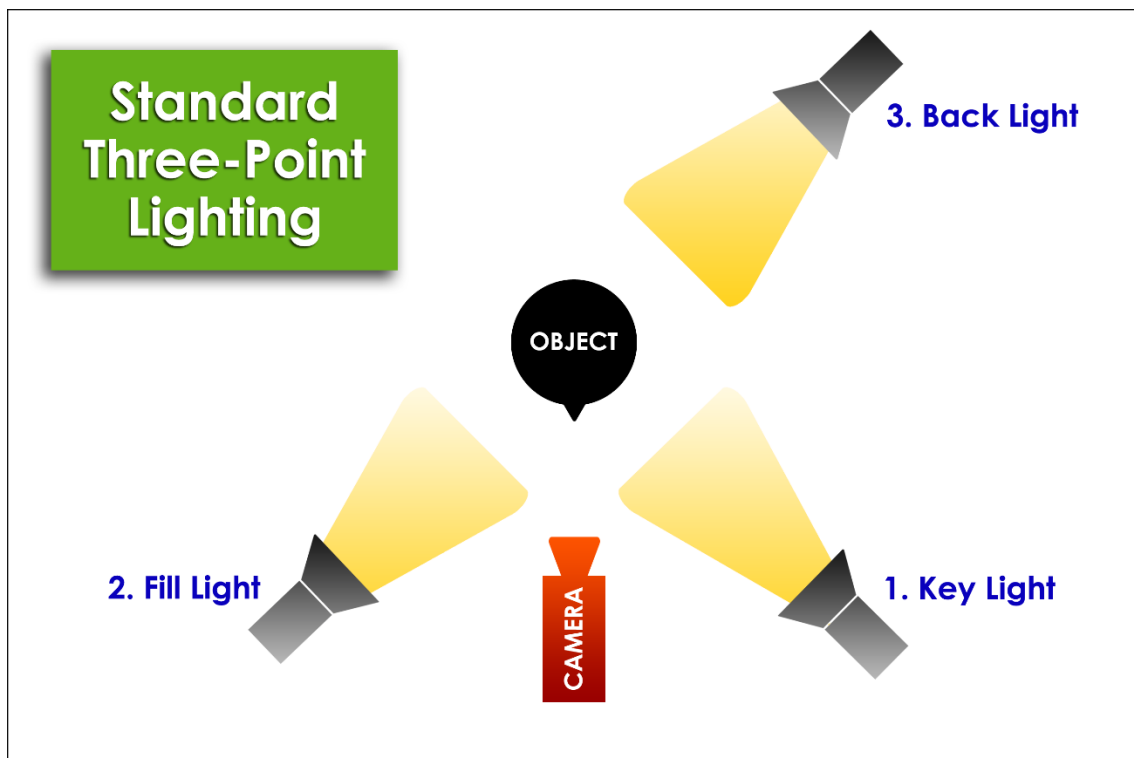 Standard
Three-Point
Lighting
3. Back Light
OBJECT
2. Fill Light
CAMERA
1. Key Light